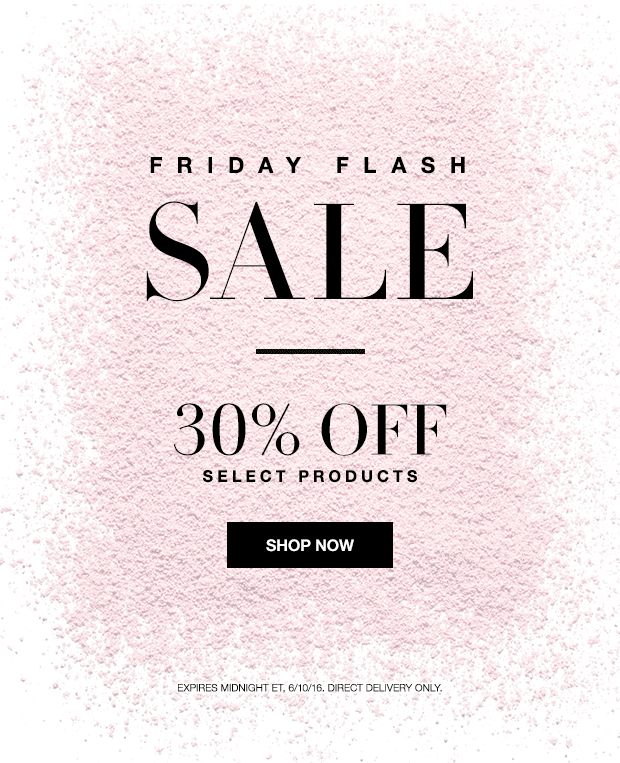 FRIDAY FLASH
SALE
30% OFF
SELECT PRODUCTS
SHOP NOW
EXPIRES MIDNIGHT ET, 6/10/16. DIRECT DELIVERY ONLY.